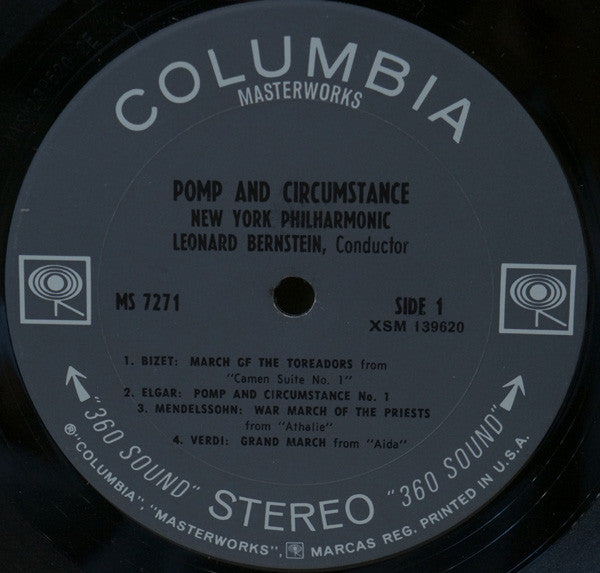 COLUMBIA
MASTERWORKS
POMP AND CIRCUMSTANCE
NEW YORK PHILHARMONIC
LEONARD BERNSTEIN, Conductor
MS 7271
SIDE 1
XSM 139620
1. BIZET: MARCH GF THE TOREADORS from
"Camen Suite No. 1"
2. ELGAR: POMP AND CIRCUMSTANCE No. 1
3. MENDELSSOHN: WAR MARCH OF THE PRIESTS
from "Athalie"
4. VERDI: GRAND MARCH from "Aida"
"360 SOUND" STEREO "360 SOUND"
℗"COLUMBIA", "MASTERWORKS", MARCAS REG. PRINTED IN U.S.A.